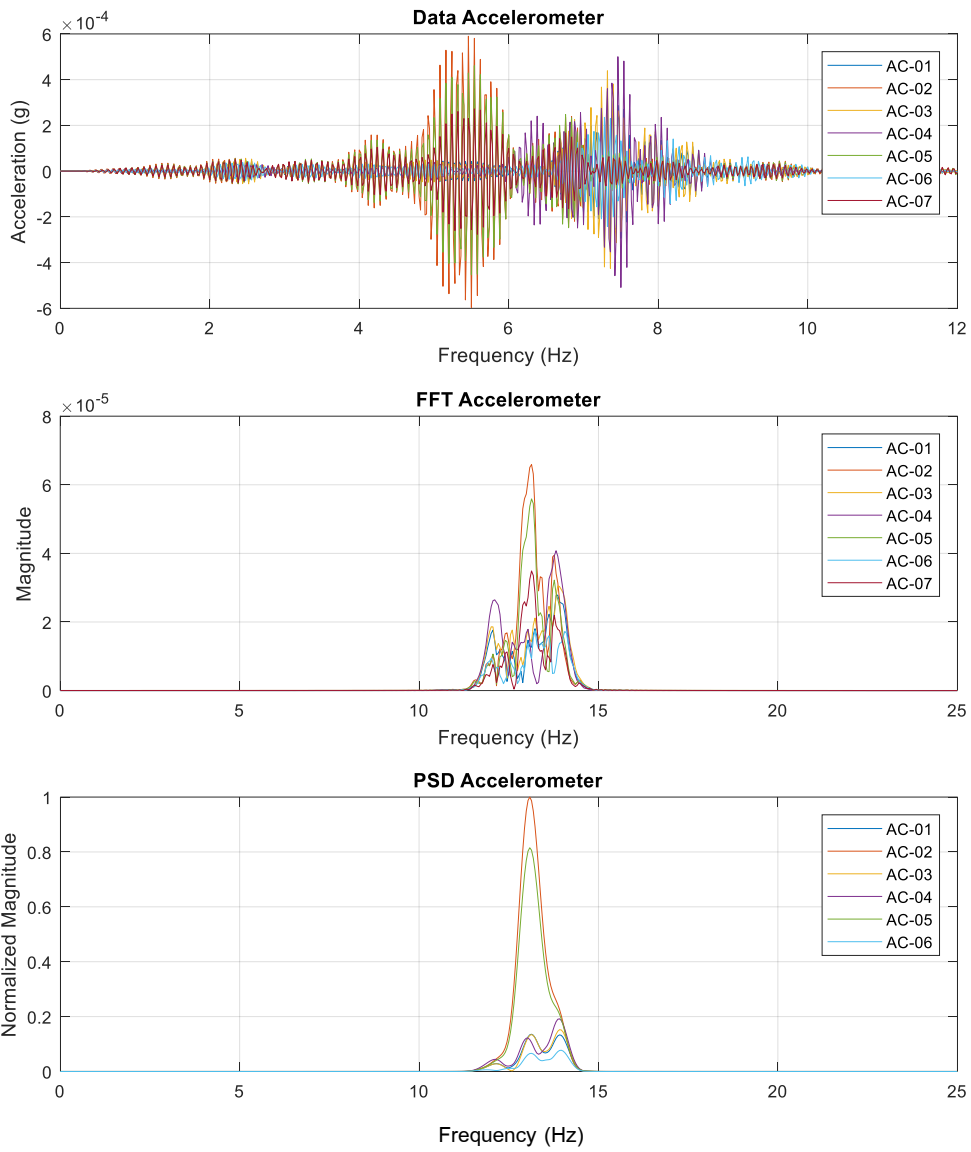 Data Accelerometer
×10⁻⁴
6
4
2
0
-2
-4
-6
Acceleration (g)
0 2 4 6 8 10 12
Frequency (Hz)
AC-01
AC-02
AC-03
AC-04
AC-05
AC-06
AC-07
FFT Accelerometer
×10⁻⁵
8
6
4
2
0
Magnitude
0 5 10 15 20 25
Frequency (Hz)
AC-01
AC-02
AC-03
AC-04
AC-05
AC-06
AC-07
PSD Accelerometer
1
0.8
0.6
0.4
0.2
0
Normalized Magnitude
0 5 10 15 20 25
Frequency (Hz)
AC-01
AC-02
AC-03
AC-04
AC-05
AC-06